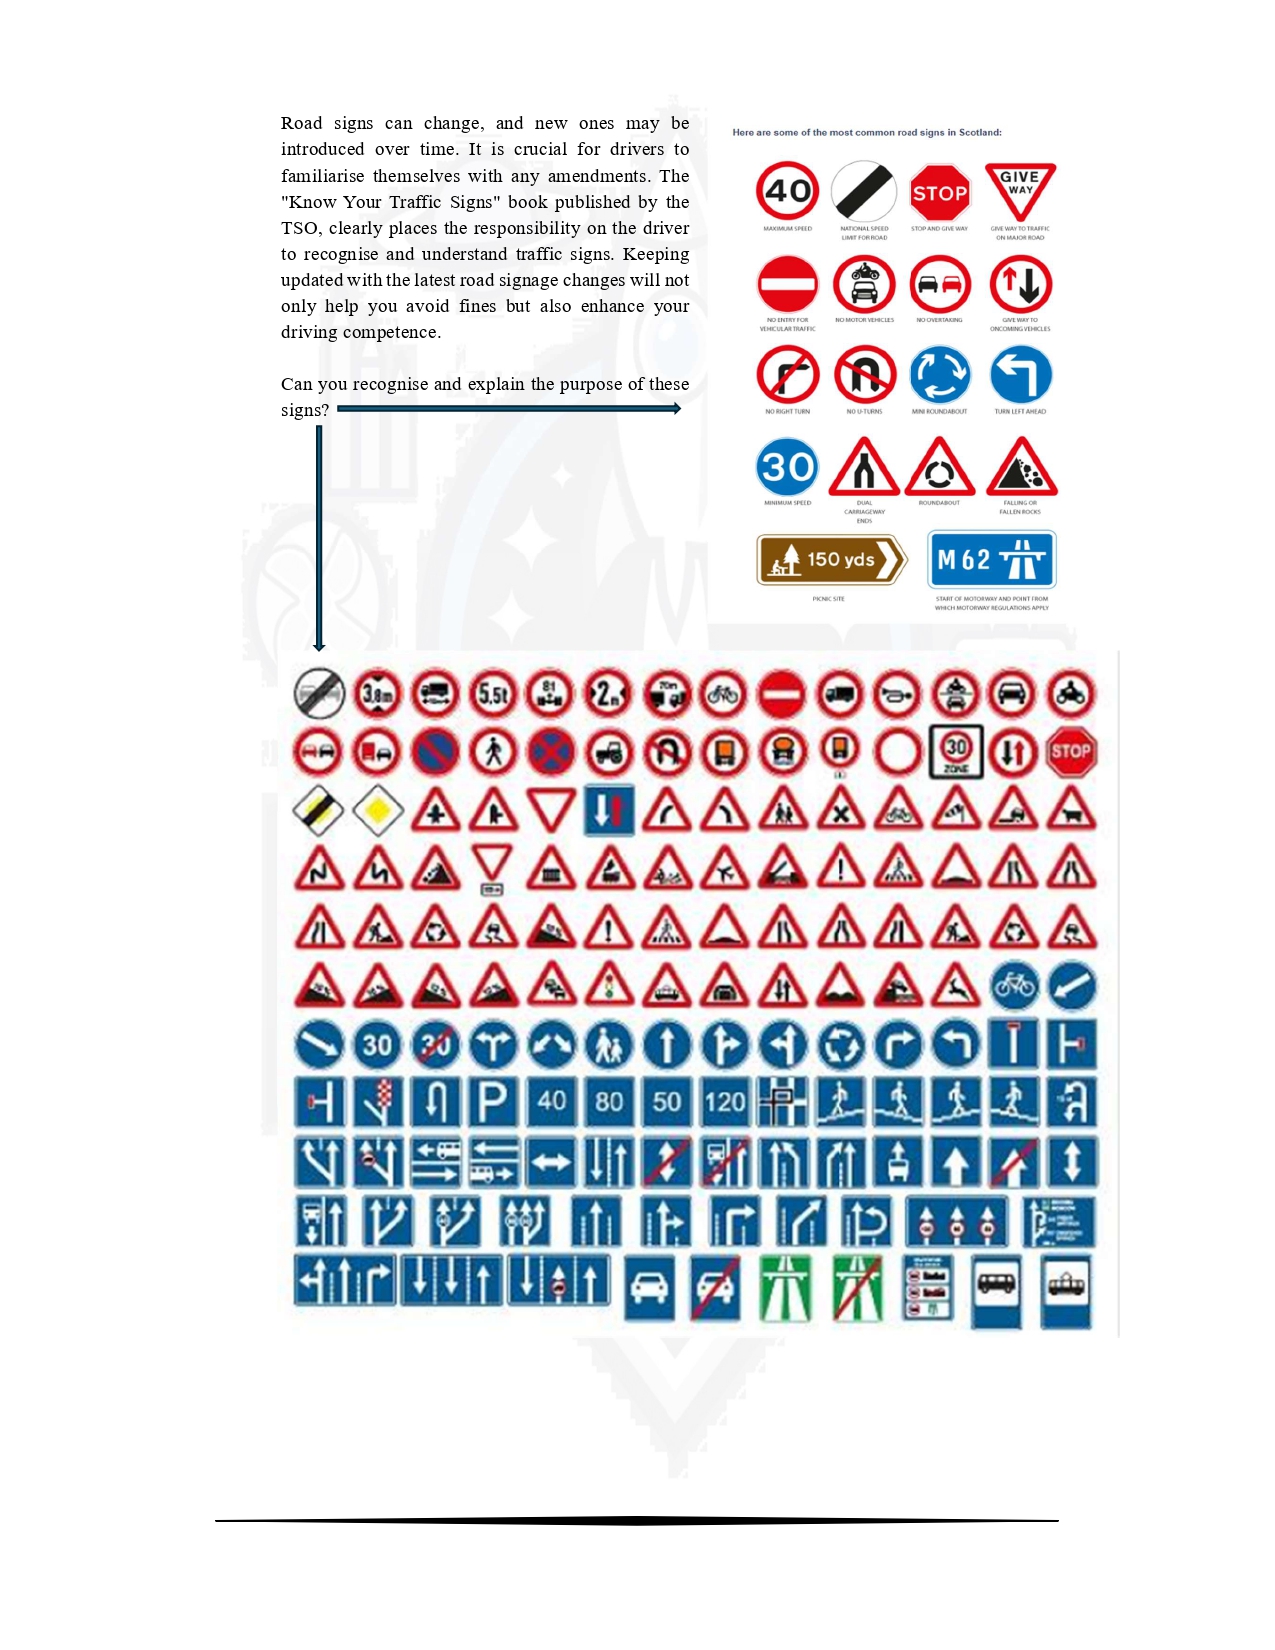 Road signs can change, and new ones may be
introduced over time. It is crucial for drivers to
familiarise themselves with any amendments. The
"Know Your Traffic Signs" book published by the
TSO, clearly places the responsibility on the driver
to recognise and understand traffic signs. Keeping
updated with the latest road signage changes will not
only help you avoid fines but also enhance your
driving competence.
Can you recognise and explain the purpose of these
signs?
Here are some of the most common road signs in Scotland:
40
STOP
GIVE
WAY
MAXIMUM SPEED
NATIONAL SPEED
LIMIT FOR ROAD
STOP AND GIVE WAY
GIVE WAY TO TRAFFIC
ON MAJOR ROAD
NO ENTRY FOR
VEHICULAR TRAFFIC
NO MOTOR VEHICLES
NO OVERTAKING
GIVE WAY TO
ONCOMING VEHICLES
NO RIGHT TURN
NO U-TURNS
MINI ROUNDABOUT
TURN LEFT AHEAD
30
MINIMUM SPEED
DUAL
CARRIAGEWAY
ENDS
ROUNDABOUT
FALLING OR
FALLEN ROCKS
150 yds
M 62
PICNIC SITE
START OF MOTORWAY AND POINT FROM
WHICH MOTORWAY REGULATIONS APPLY
3,8m
5,5t
8t
2m
70m
30
ZONE
STOP
30
30
P
40
80
50
120